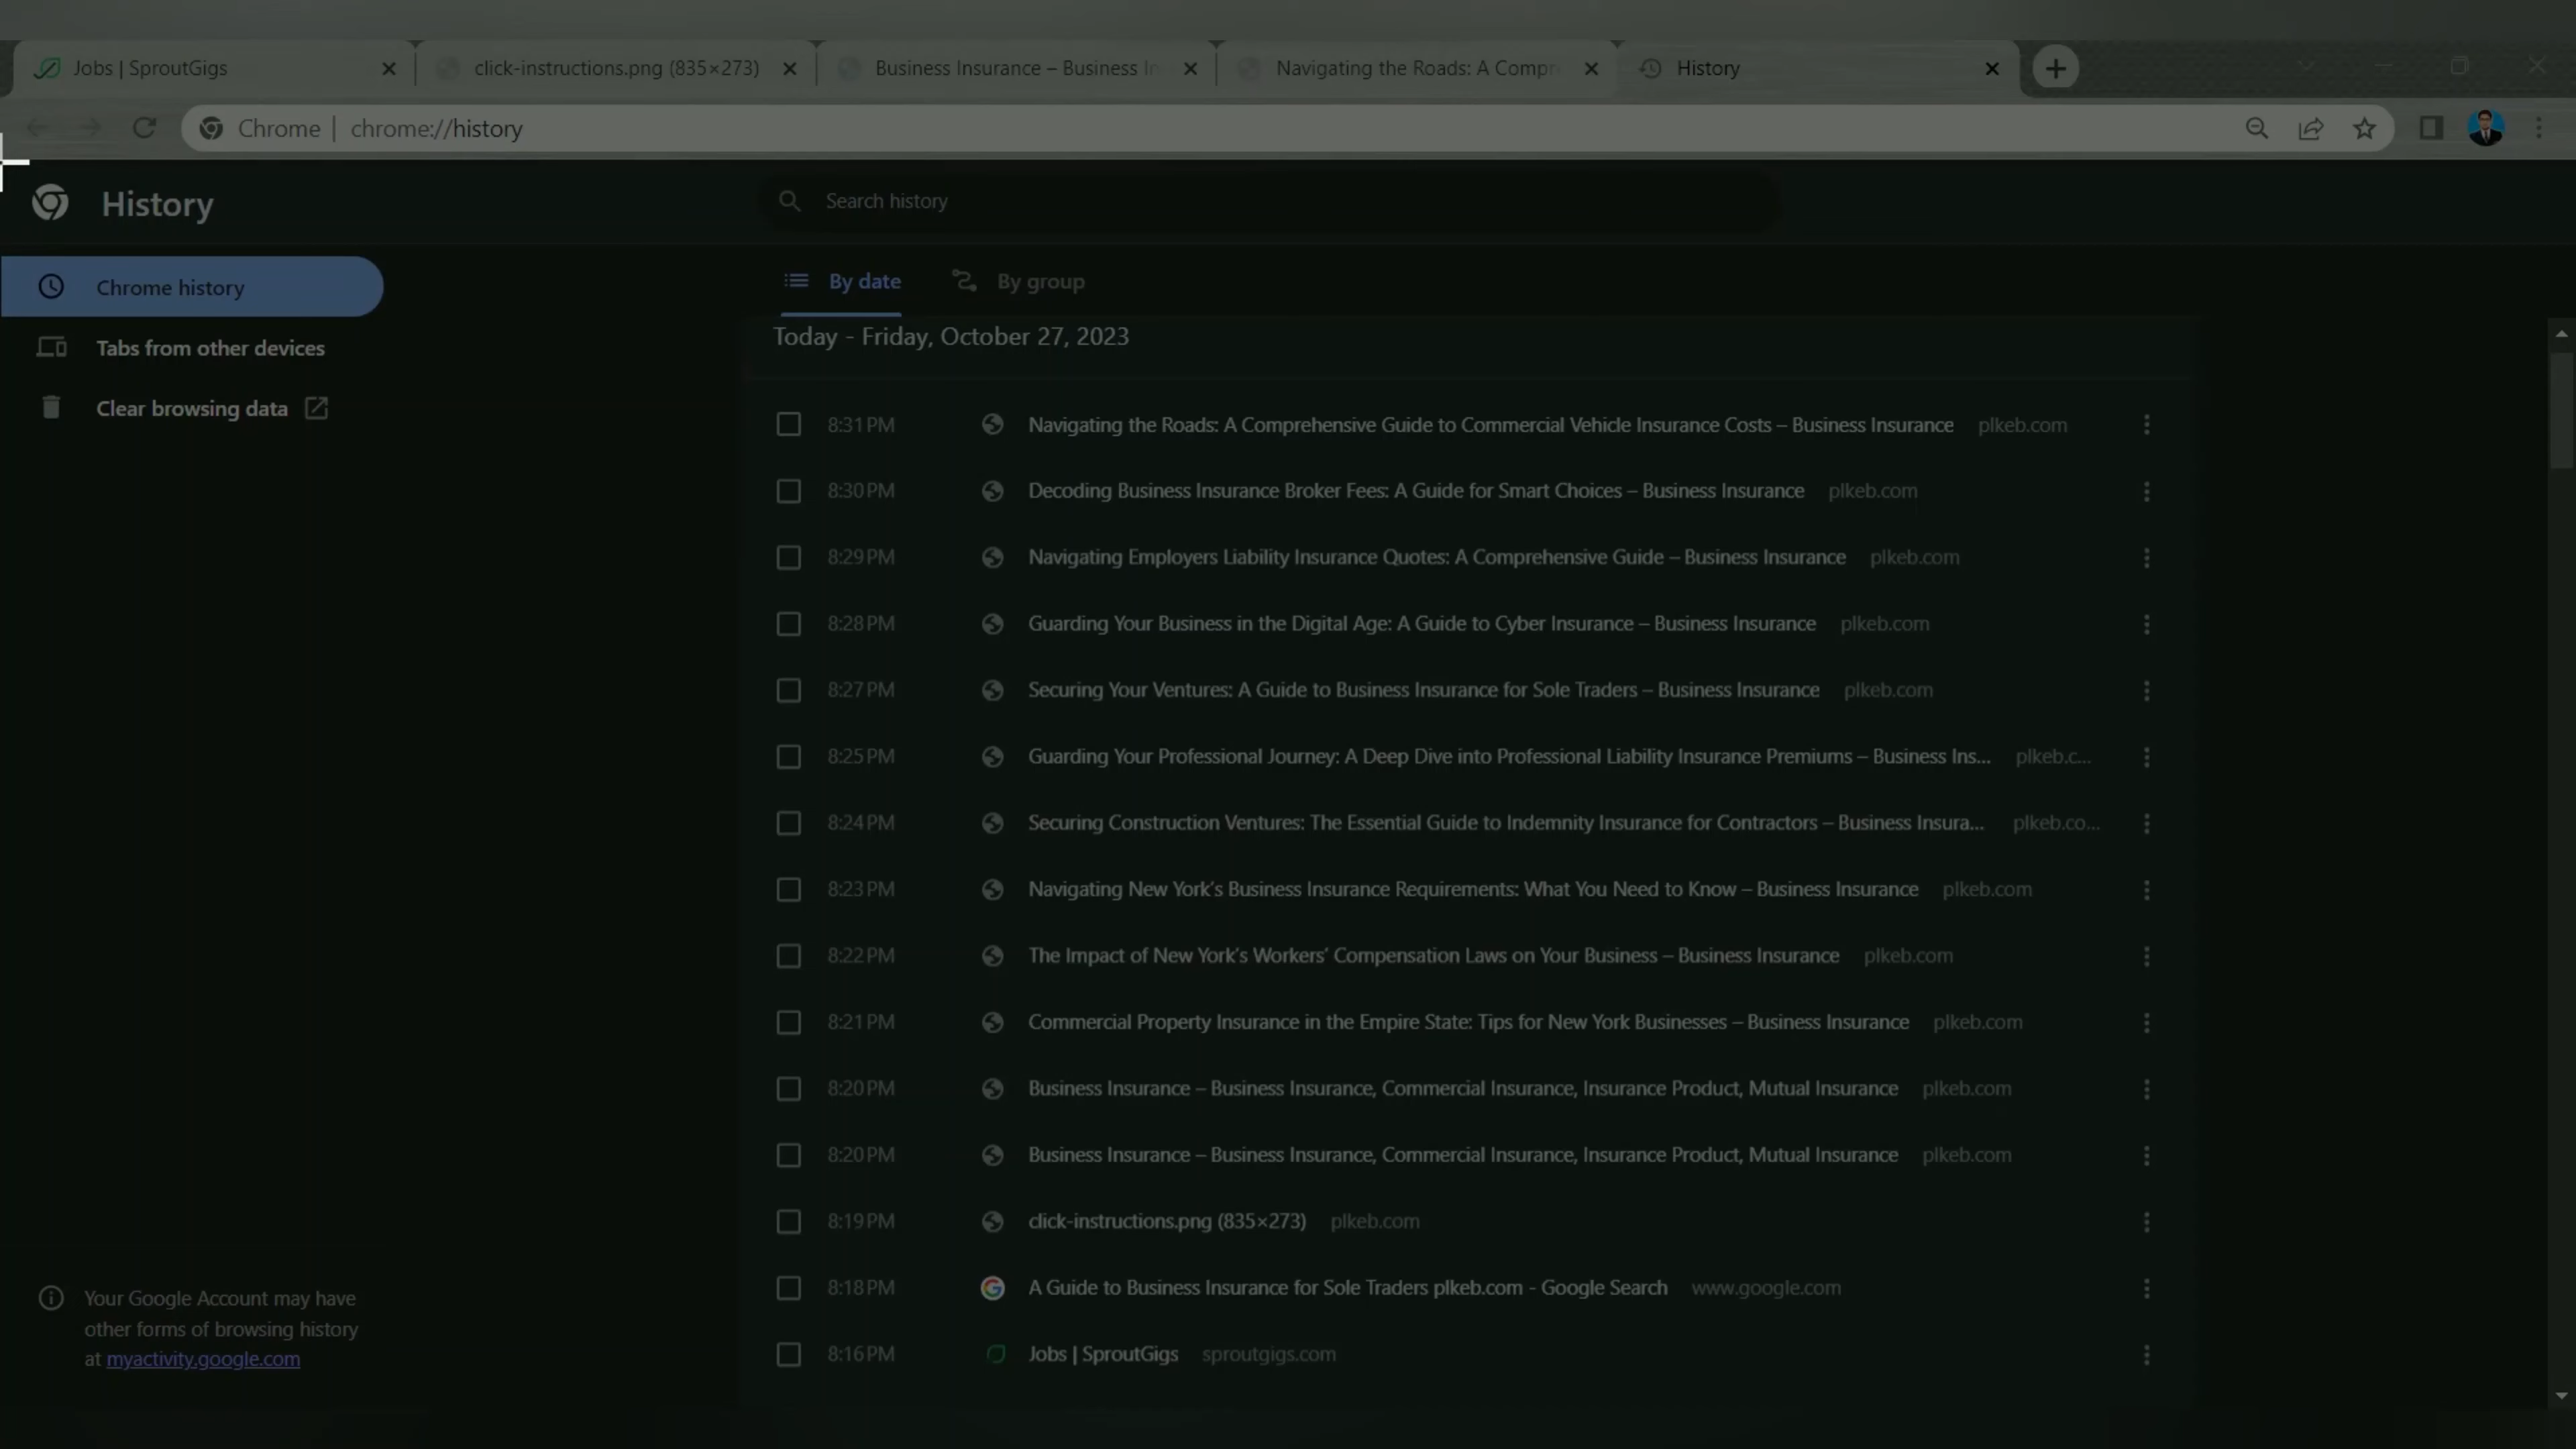 Jobs | SproutGigs
click-instructions.png (835×273)
Business Insurance – Business In
Navigating the Roads: A Compr
History
Chrome | chrome://history
History
Search history
Chrome history
Tabs from other devices
Clear browsing data
By date
By group
Today - Friday, October 27, 2023
8:31 PM Navigating the Roads: A Comprehensive Guide to Commercial Vehicle Insurance Costs – Business Insurance plkeb.com
8:30 PM Decoding Business Insurance Broker Fees: A Guide for Smart Choices – Business Insurance plkeb.com
8:29 PM Navigating Employers Liability Insurance Quotes: A Comprehensive Guide – Business Insurance plkeb.com
8:28 PM Guarding Your Business in the Digital Age: A Guide to Cyber Insurance – Business Insurance plkeb.com
8:27 PM Securing Your Ventures: A Guide to Business Insurance for Sole Traders – Business Insurance plkeb.com
8:25 PM Guarding Your Professional Journey: A Deep Dive into Professional Liability Insurance Premiums – Business Ins... plkeb.c...
8:24 PM Securing Construction Ventures: The Essential Guide to Indemnity Insurance for Contractors – Business Insura... plkeb.co...
8:23 PM Navigating New York's Business Insurance Requirements: What You Need to Know – Business Insurance plkeb.com
8:22 PM The Impact of New York's Workers' Compensation Laws on Your Business – Business Insurance plkeb.com
8:21 PM Commercial Property Insurance in the Empire State: Tips for New York Businesses – Business Insurance plkeb.com
8:20 PM Business Insurance – Business Insurance, Commercial Insurance, Insurance Product, Mutual Insurance plkeb.com
8:20 PM Business Insurance – Business Insurance, Commercial Insurance, Insurance Product, Mutual Insurance plkeb.com
8:19 PM click-instructions.png (835×273) plkeb.com
8:18 PM A Guide to Business Insurance for Sole Traders plkeb.com - Google Search www.google.com
8:16 PM Jobs | SproutGigs sproutgigs.com
Your Google Account may have
other forms of browsing history
at myactivity.google.com